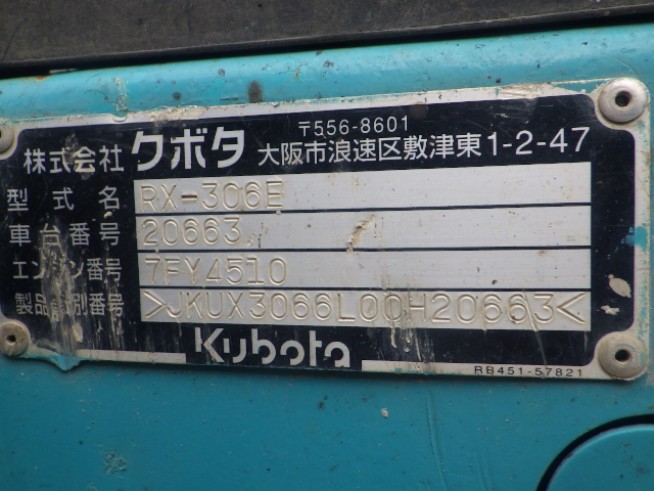 〒556-8601
株式会社 クボタ 大阪市浪速区敷津東1-2-47
型式名 RX-306E
車台番号 20663
エンジン番号 7FY4510
製品識別番号 >JKUX3066L00H20663<
Kubota
RB451-57821